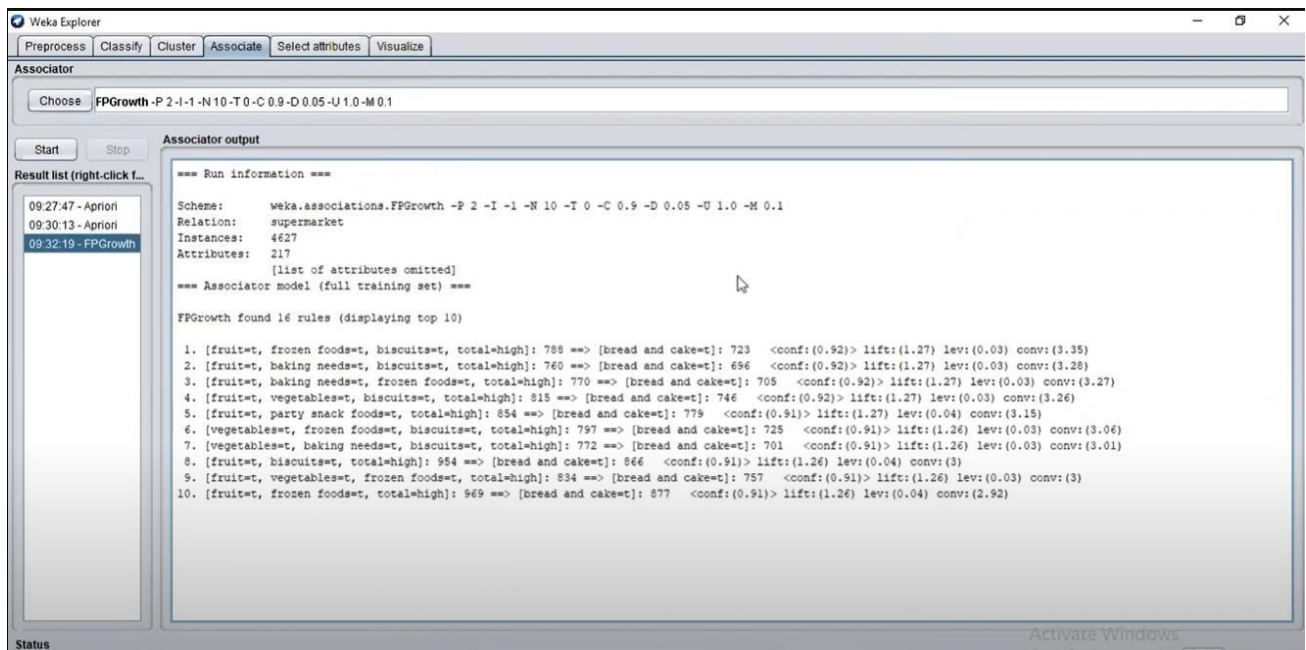 Weka Explorer
Preprocess Classify Cluster Associate Select attributes Visualize
Associator
Choose FPGrowth -P 2 -I -1 -N 10 -T 0 -C 0.9 -D 0.05 -U 1.0 -M 0.1
Start Stop
Result list (right-click f...
09:27:47 - Apriori
09:30:13 - Apriori
09:32:19 - FPGrowth
Associator output
=== Run information ===
Scheme: weka.associations.FPGrowth -P 2 -I -1 -N 10 -T 0 -C 0.9 -D 0.05 -U 1.0 -M 0.1
Relation: supermarket
Instances: 4627
Attributes: 217
[list of attributes omitted]
=== Associator model (full training set) ===
FPGrowth found 16 rules (displaying top 10)
1. [fruit=t, frozen foods=t, biscuits=t, total=high]: 788 ==> [bread and cake=t]: 723 <conf:(0.92)> lift:(1.27) lev:(0.03) conv:(3.35)
2. [fruit=t, baking needs=t, biscuits=t, total=high]: 760 ==> [bread and cake=t]: 696 <conf:(0.92)> lift:(1.27) lev:(0.03) conv:(3.28)
3. [fruit=t, baking needs=t, frozen foods=t, total=high]: 770 ==> [bread and cake=t]: 705 <conf:(0.92)> lift:(1.27) lev:(0.03) conv:(3.27)
4. [fruit=t, vegetables=t, biscuits=t, total=high]: 815 ==> [bread and cake=t]: 746 <conf:(0.92)> lift:(1.27) lev:(0.03) conv:(3.26)
5. [fruit=t, party snack foods=t, total=high]: 854 ==> [bread and cake=t]: 779 <conf:(0.91)> lift:(1.27) lev:(0.04) conv:(3.15)
6. [vegetables=t, frozen foods=t, biscuits=t, total=high]: 797 ==> [bread and cake=t]: 725 <conf:(0.91)> lift:(1.26) lev:(0.03) conv:(3.06)
7. [vegetables=t, baking needs=t, biscuits=t, total=high]: 772 ==> [bread and cake=t]: 701 <conf:(0.91)> lift:(1.26) lev:(0.03) conv:(3.01)
8. [fruit=t, biscuits=t, total=high]: 954 ==> [bread and cake=t]: 866 <conf:(0.91)> lift:(1.26) lev:(0.04) conv:(3)
9. [fruit=t, vegetables=t, frozen foods=t, total=high]: 834 ==> [bread and cake=t]: 757 <conf:(0.91)> lift:(1.26) lev:(0.03) conv:(3)
10. [fruit=t, frozen foods=t, total=high]: 969 ==> [bread and cake=t]: 877 <conf:(0.91)> lift:(1.26) lev:(0.04) conv:(2.92)
Activate Windows
Status